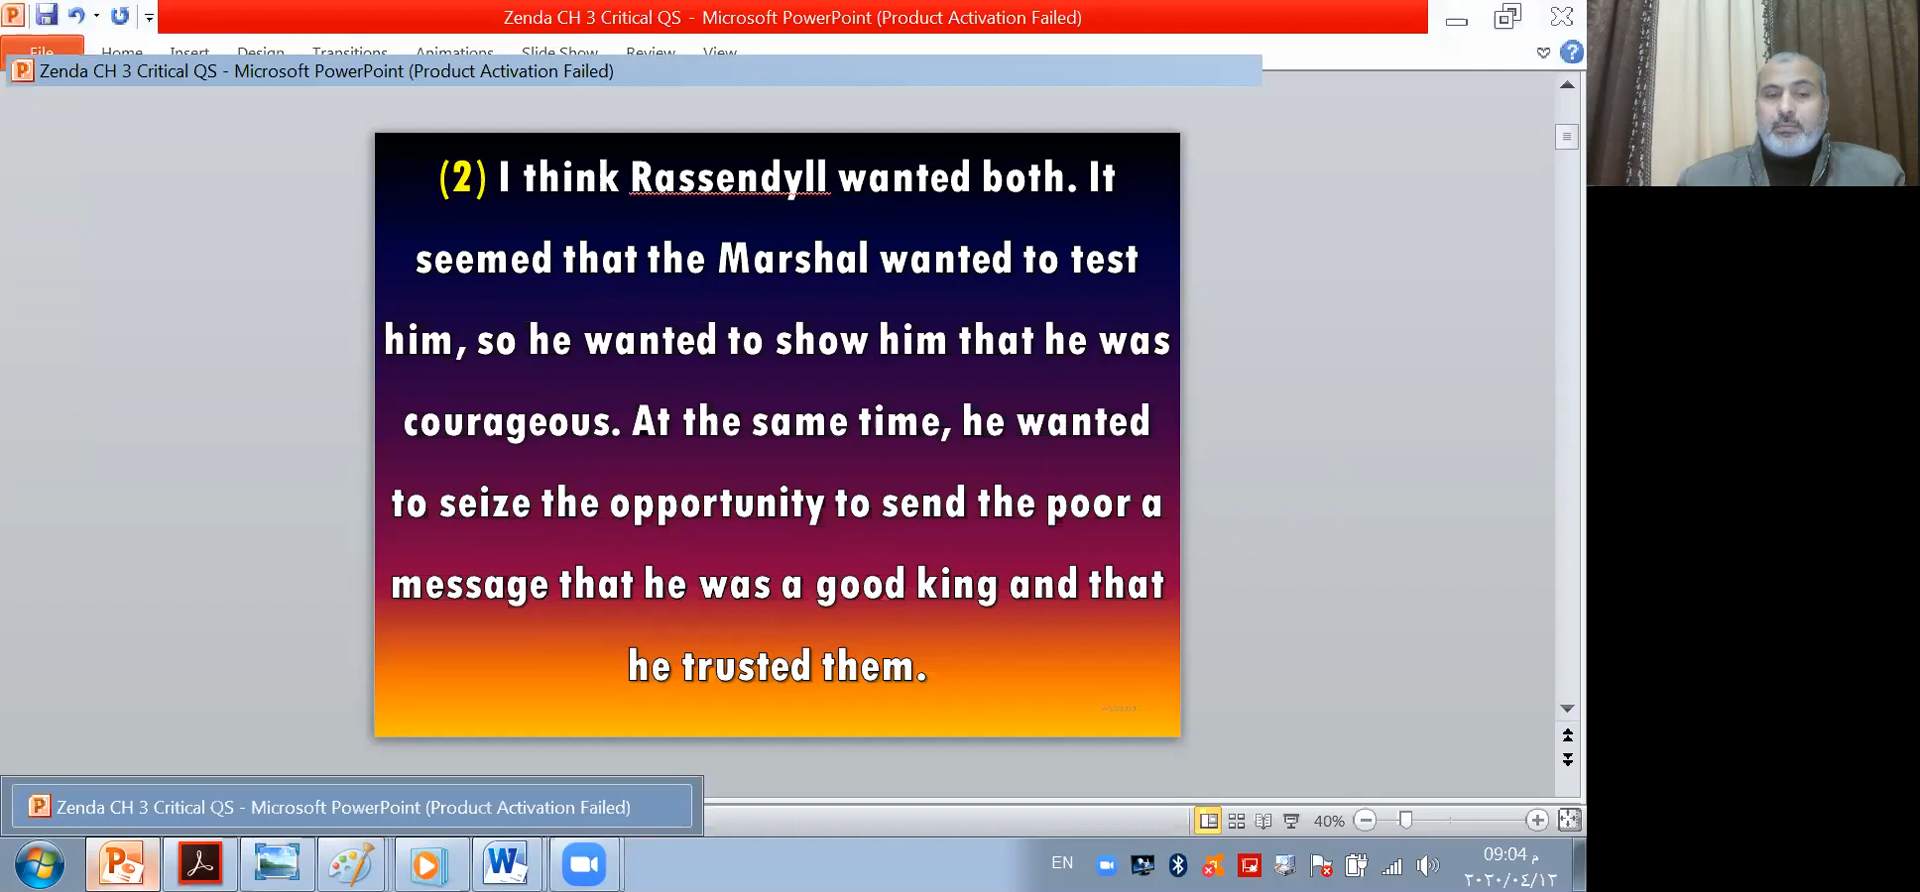 Zenda CH 3 Critical QS - Microsoft PowerPoint (Product Activation Failed)
File Home Insert Design Transitions Animations Slide Show Review View
Zenda CH 3 Critical QS - Microsoft PowerPoint (Product Activation Failed)
(2) I think Rassendyll wanted both. It
seemed that the Marshal wanted to test
him, so he wanted to show him that he was
courageous. At the same time, he wanted
to seize the opportunity to send the poor a
message that he was a good king and that
he trusted them.
Zenda CH 3 Critical QS - Microsoft PowerPoint (Product Activation Failed)
40%
EN
09:04 م
٢٠٢٠/٠٤/١٢